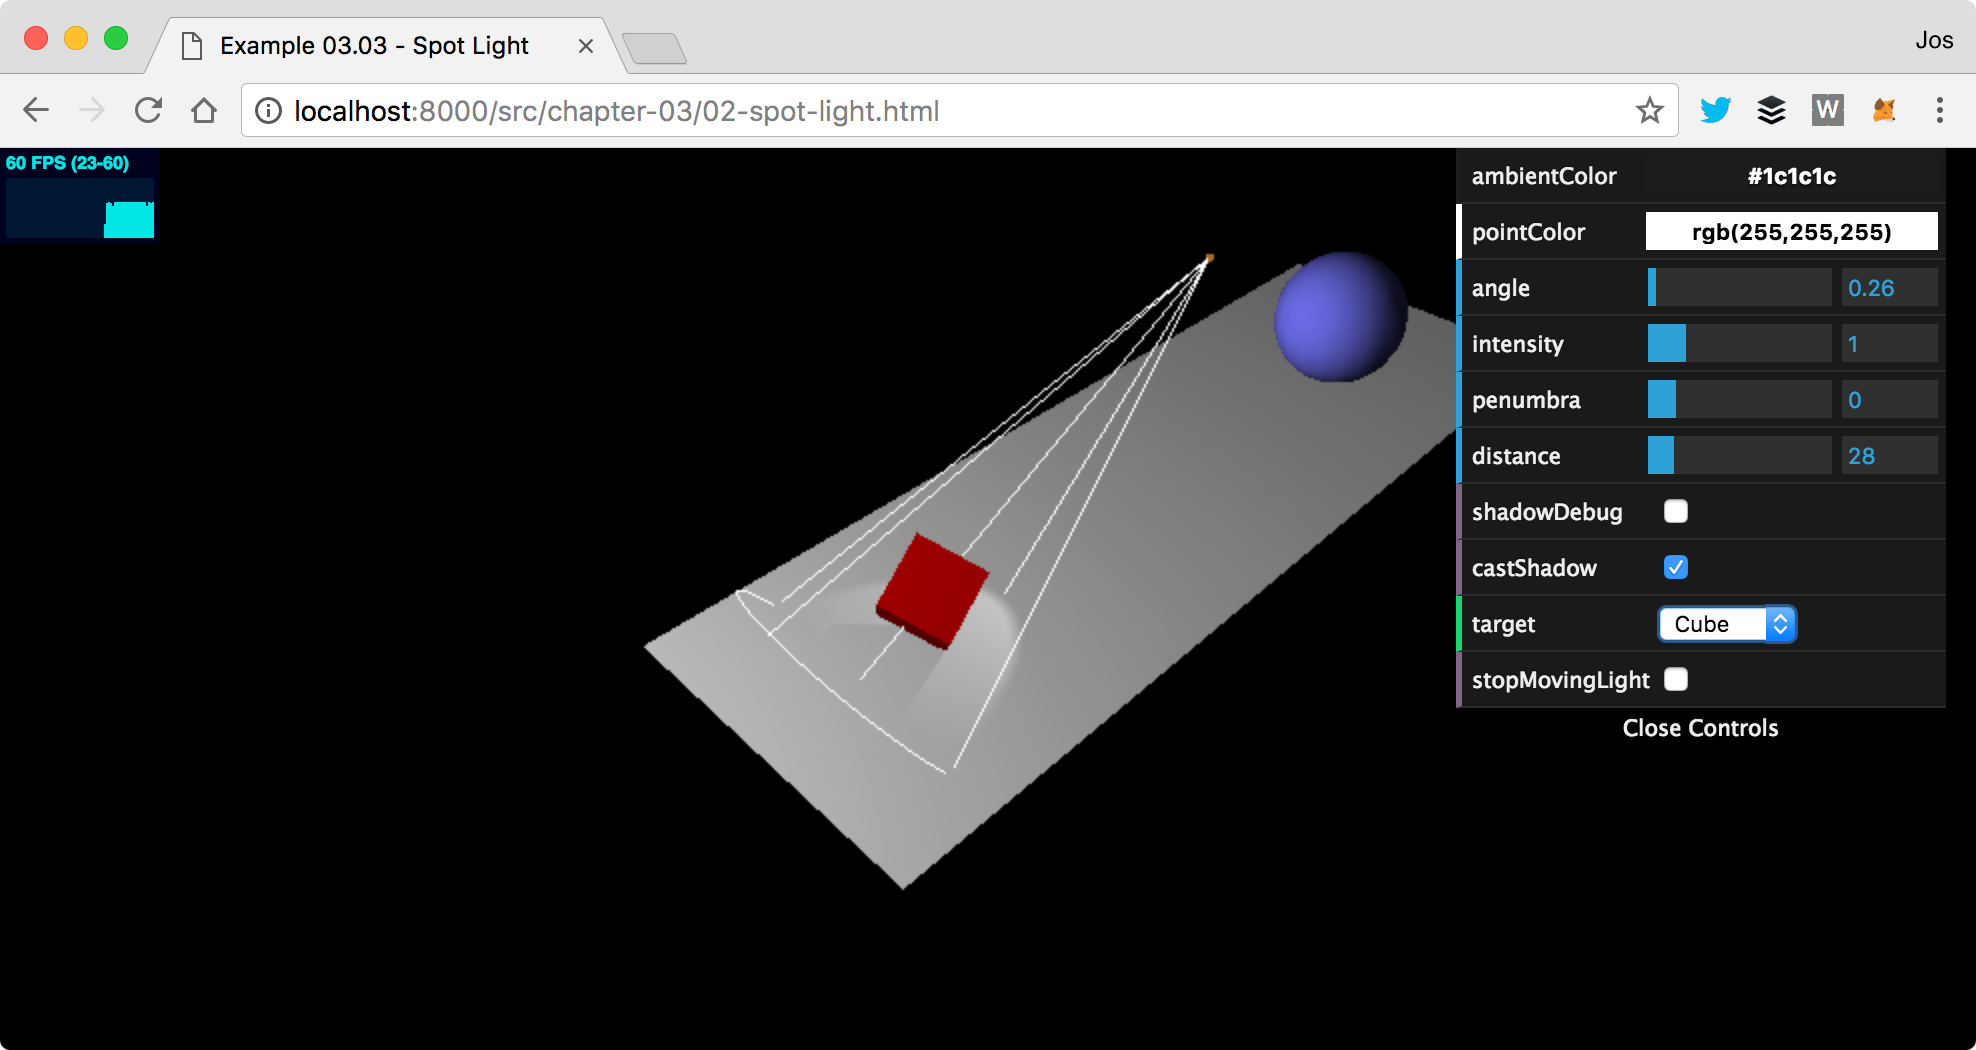 Example 03.03 - Spot Light
Jos
localhost:8000/src/chapter-03/02-spot-light.html
W
60 FPS (23-60)
ambientColor #1c1c1c
pointColor rgb(255,255,255)
angle 0.26
intensity 1
penumbra 0
distance 28
shadowDebug
castShadow
target Cube
stopMovingLight
Close Controls